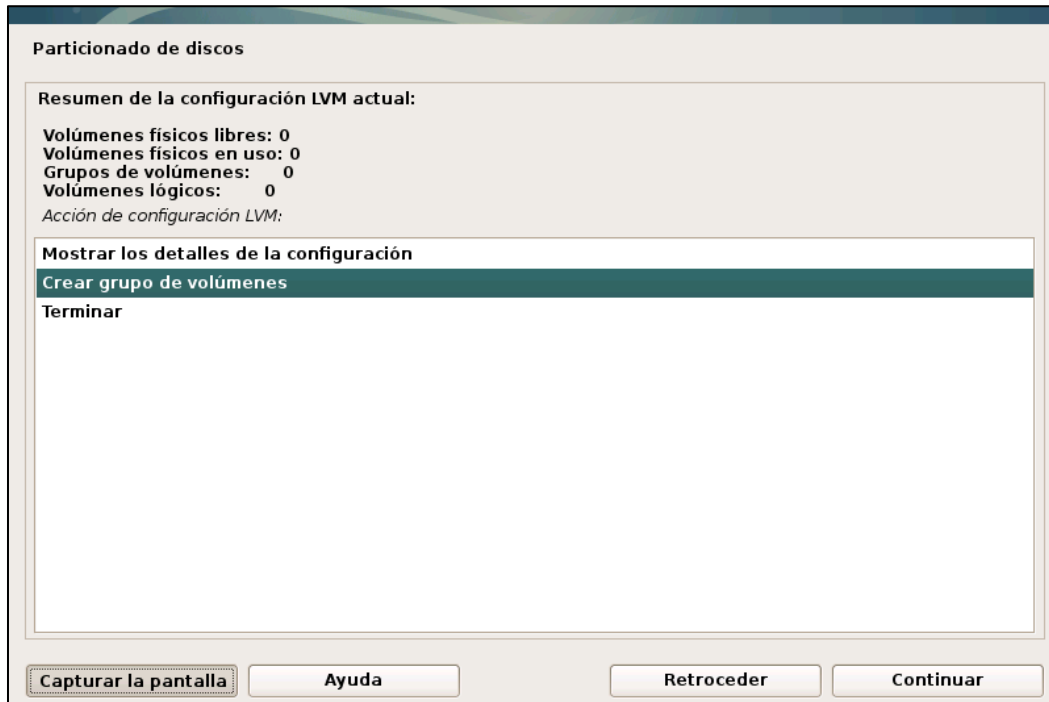 Particionado de discos
Resumen de la configuración LVM actual:
Volúmenes físicos libres: 0
Volúmenes físicos en uso: 0
Grupos de volúmenes: 0
Volúmenes lógicos: 0
Acción de configuración LVM:
Mostrar los detalles de la configuración
Crear grupo de volúmenes
Terminar
Capturar la pantalla Ayuda Retroceder Continuar